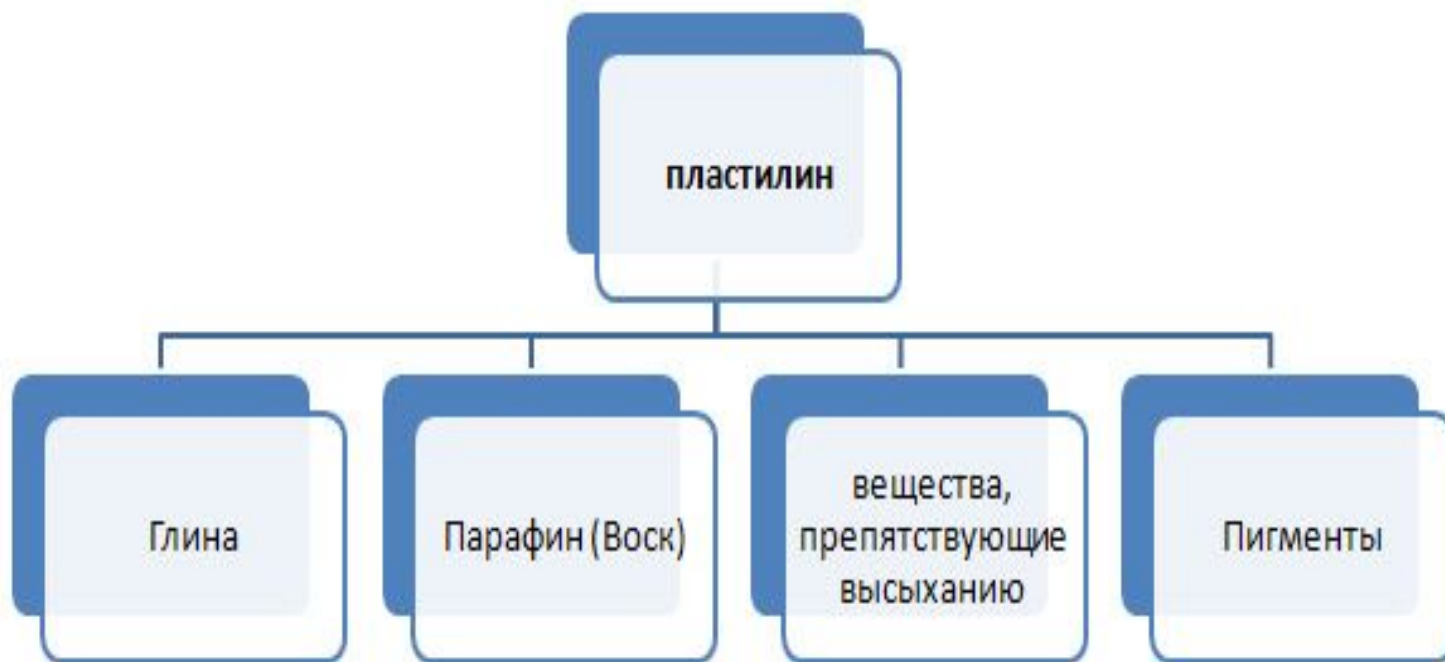 пластилин
Глина
Парафин (Воск)
вещества,
препятствующие
высыханию
Пигменты